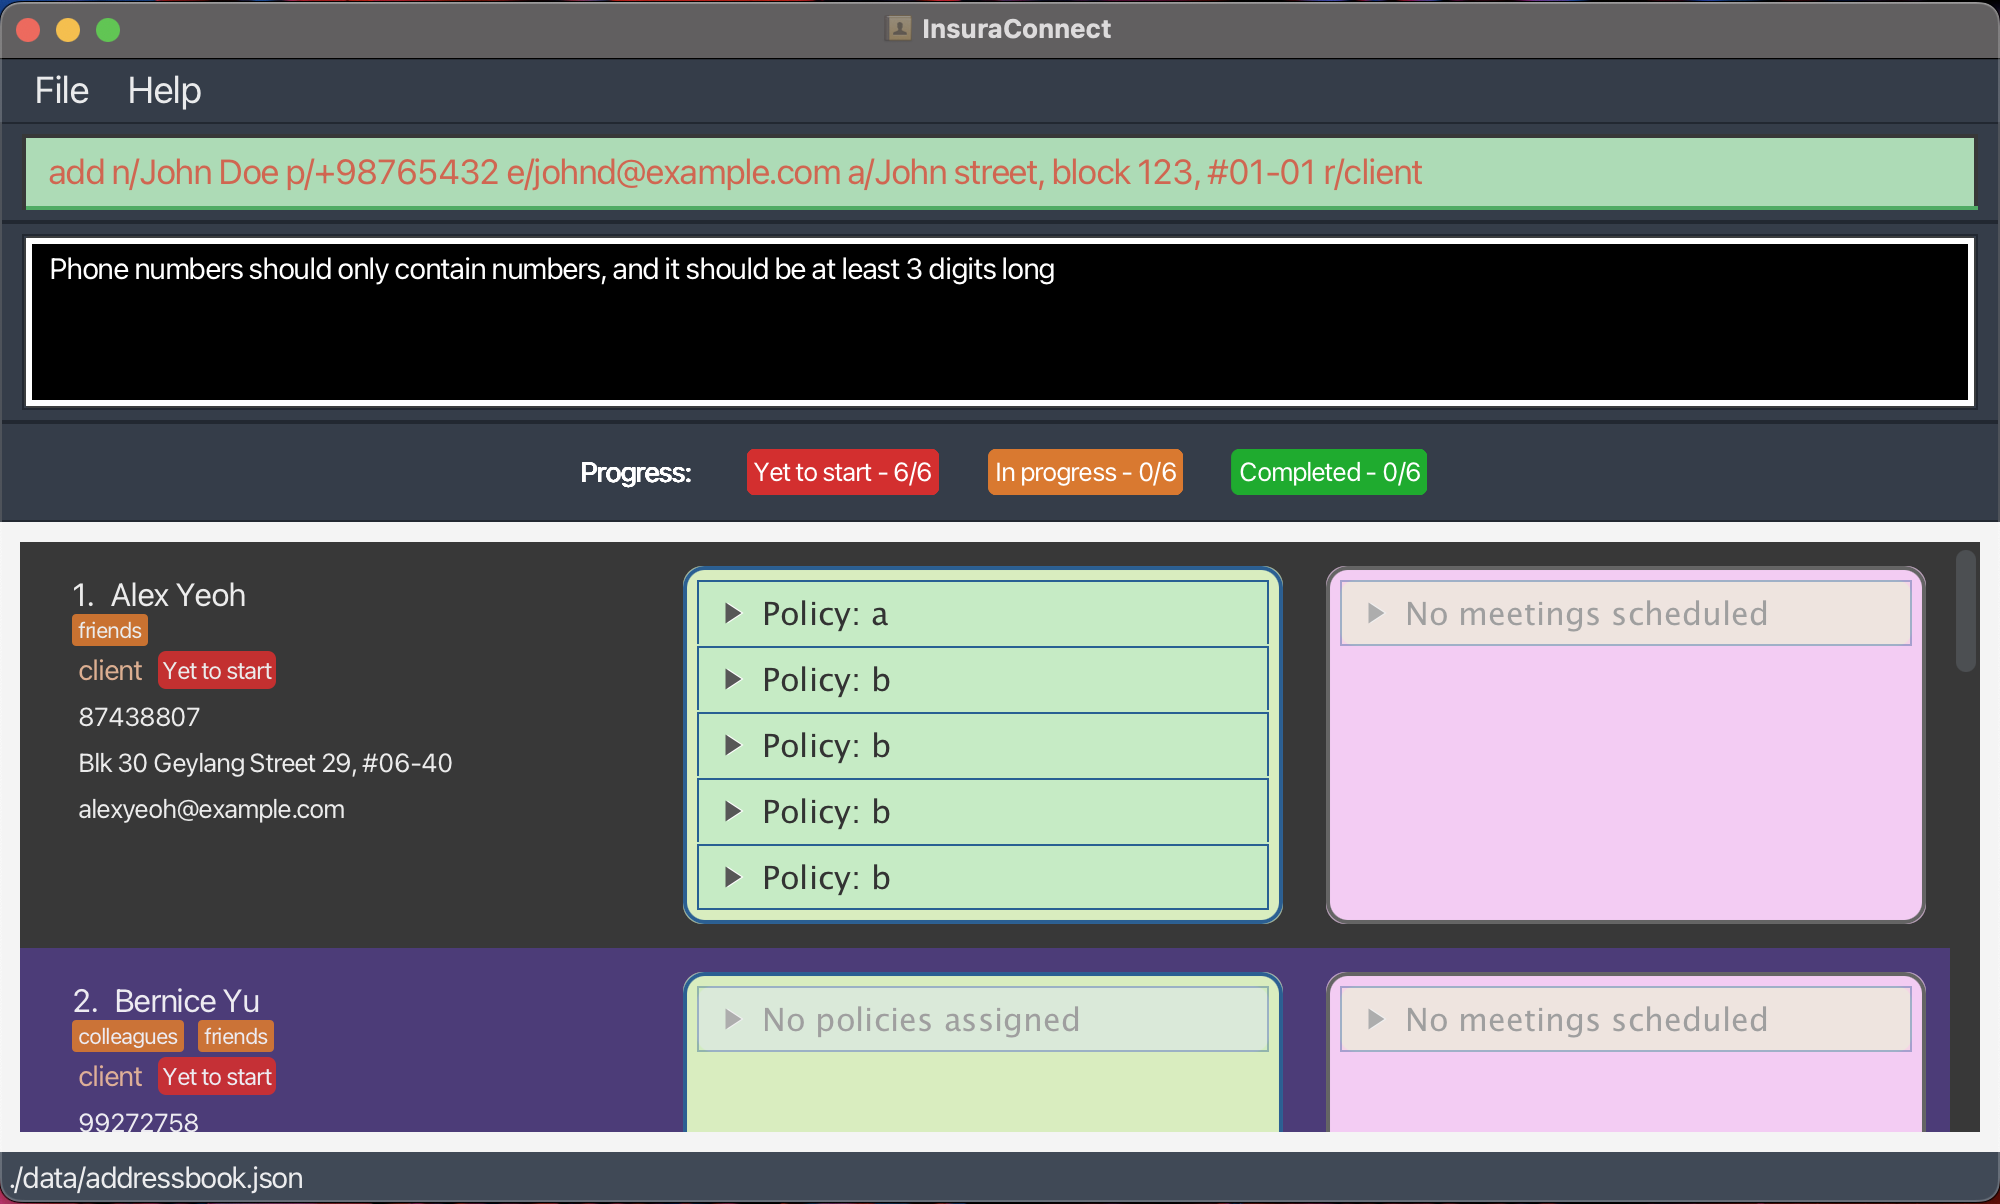 InsuraConnect
File Help
add n/John Doe p/+98765432 e/johnd@example.com a/John street, block 123, #01-01 r/client
Phone numbers should only contain numbers, and it should be at least 3 digits long
Progress: Yet to start - 6/6 In progress - 0/6 Completed - 0/6
1. Alex Yeoh
friends
client Yet to start
87438807
Blk 30 Geylang Street 29, #06-40
alexyeoh@example.com
Policy: a
Policy: b
Policy: b
Policy: b
Policy: b
No meetings scheduled
2. Bernice Yu
colleagues friends
client Yet to start
99272758
No policies assigned
No meetings scheduled
./data/addressbook.json